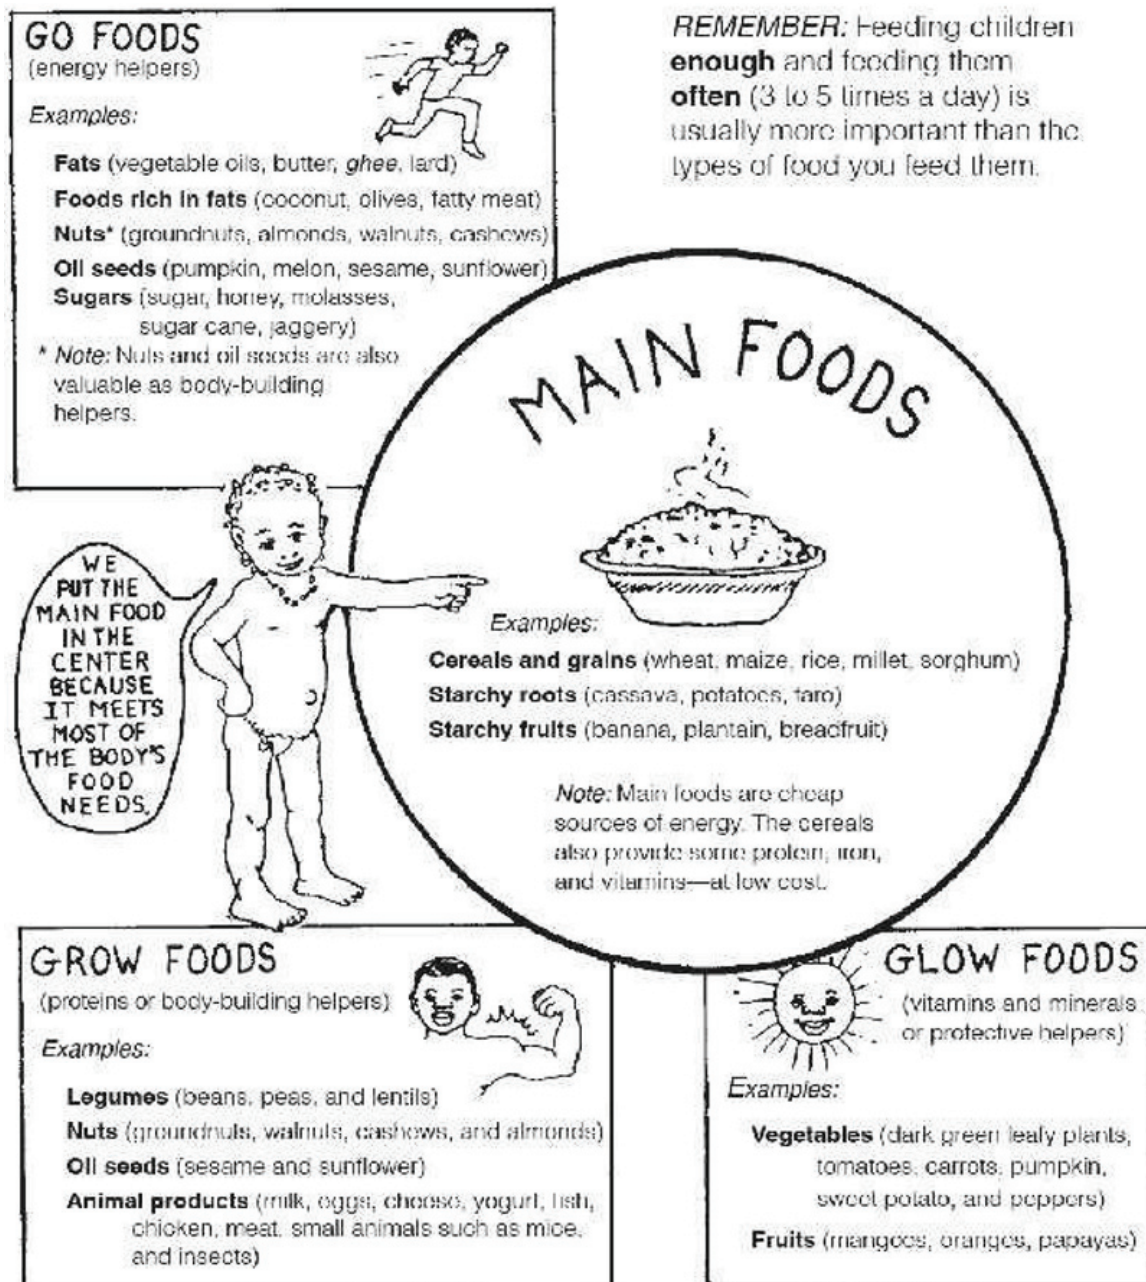 GO FOODS
(energy helpers)
Examples:
Fats (vegetable oils, butter, ghee, lard)
Foods rich in fats (coconut, olives, fatty meat)
Nuts* (groundnuts, almonds, walnuts, cashews)
Oil seeds (pumpkin, melon, sesame, sunflower)
Sugars (sugar, honey, molasses,
sugar cane, jaggery)
* Note: Nuts and oil seeds are also
valuable as body-building
helpers.
REMEMBER: Feeding children
enough and feeding them
often (3 to 5 times a day) is
usually more important than the
types of food you feed them.
MAIN FOODS
Examples:
Cereals and grains (wheat, maize, rice, millet, sorghum)
Starchy roots (cassava, potatoes, taro)
Starchy fruits (banana, plantain, breadfruit)
Note: Main foods are cheap
sources of energy. The cereals
also provide some protein, iron,
and vitamins—at low cost.
WE
PUT THE
MAIN FOOD
IN THE
CENTER
BECAUSE
IT MEETS
MOST OF
THE BODY'S
FOOD
NEEDS.
GROW FOODS
(proteins or body-building helpers)
Examples:
Legumes (beans, peas, and lentils)
Nuts (groundnuts, walnuts, cashews, and almonds)
Oil seeds (sesame and sunflower)
Animal products (milk, eggs, cheese, yogurt, fish,
chicken, meat, small animals such as mice,
and insects)
GLOW FOODS
(vitamins and minerals
or protective helpers)
Examples:
Vegetables (dark green leafy plants,
tomatoes, carrots, pumpkin,
sweet potato, and peppers)
Fruits (mangoes, oranges, papayas)